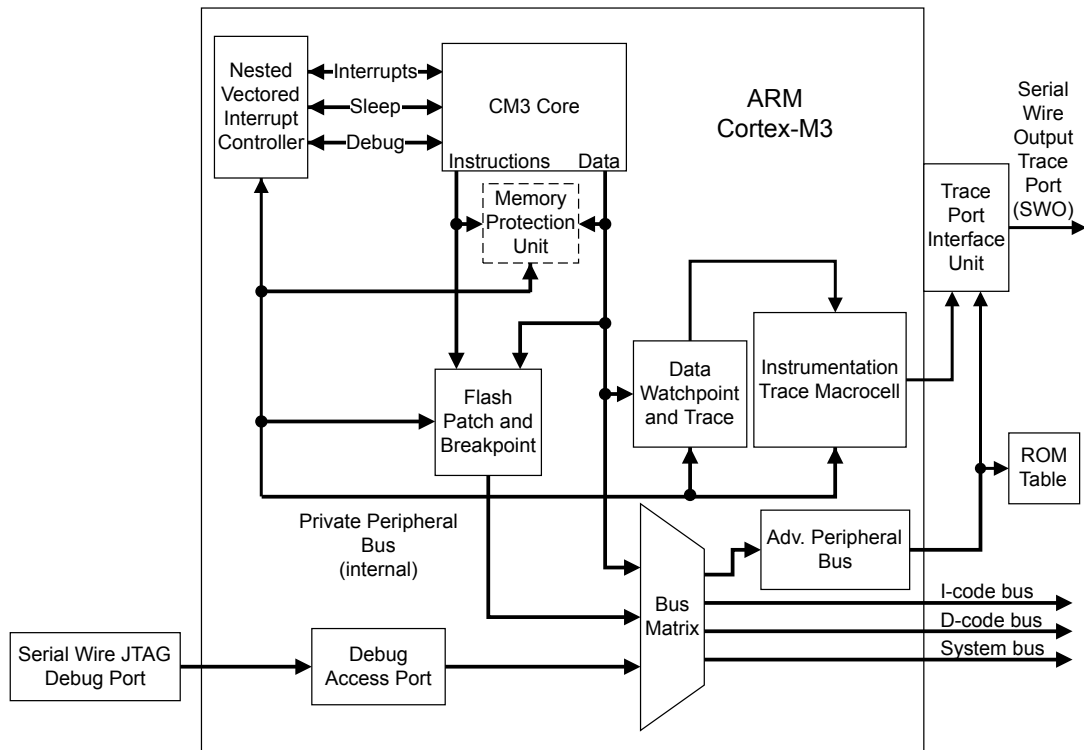 Nested
Vectored
Interrupt
Controller
Interrupts
Sleep
Debug
CM3 Core
Instructions
Data
ARM
Cortex-M3
Serial
Wire
Output
Trace
Port
(SWO)
Trace
Port
Interface
Unit
Memory
Protection
Unit
Flash
Patch and
Breakpoint
Data
Watchpoint
and Trace
Instrumentation
Trace Macrocell
ROM
Table
Private Peripheral
Bus
(internal)
Adv. Peripheral
Bus
Bus
Matrix
I-code bus
D-code bus
System bus
Serial Wire JTAG
Debug Port
Debug
Access Port